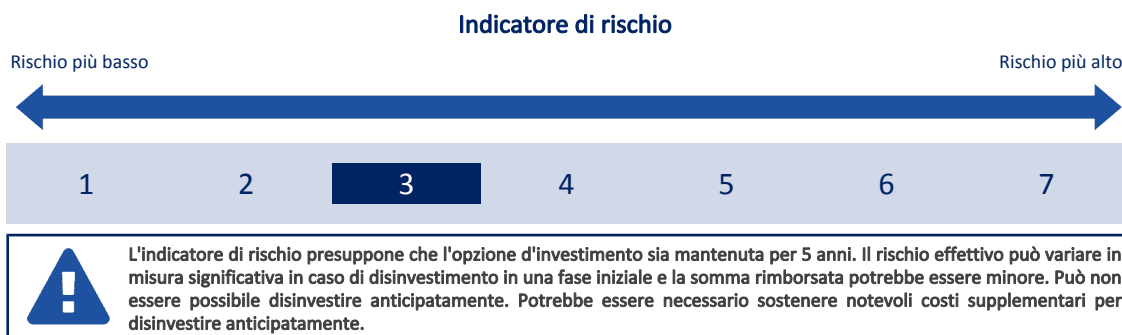 Indicatore di rischio
Rischio più basso
Rischio più alto
1 2 3 4 5 6 7
L'indicatore di rischio presuppone che l'opzione d'investimento sia mantenuta per 5 anni. Il rischio effettivo può variare in
misura significativa in caso di disinvestimento in una fase iniziale e la somma rimborsata potrebbe essere minore. Può non
essere possibile disinvestire anticipatamente. Potrebbe essere necessario sostenere notevoli costi supplementari per
disinvestire anticipatamente.